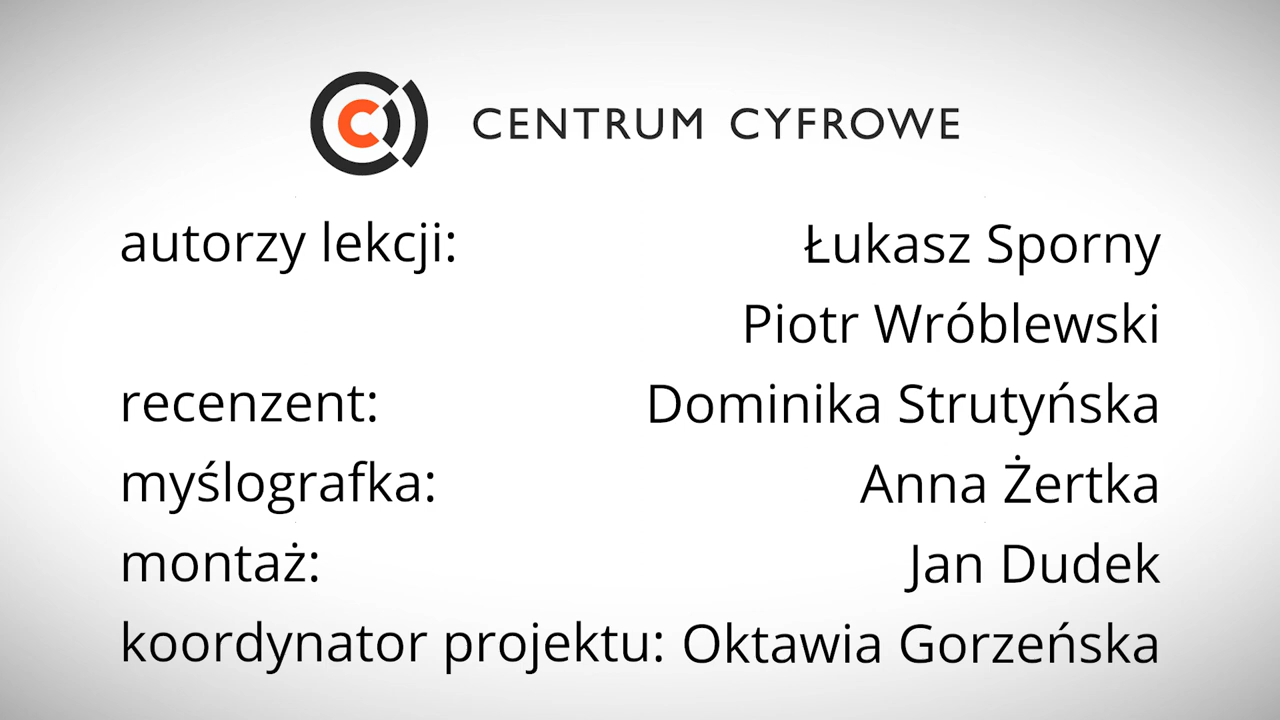 CENTRUM CYFROWE
autorzy lekcji: Łukasz Sporny
Piotr Wróblewski
recenzent: Dominika Strutyńska
myślografka: Anna Żertka
montaż: Jan Dudek
koordynator projektu: Oktawia Gorzeńska